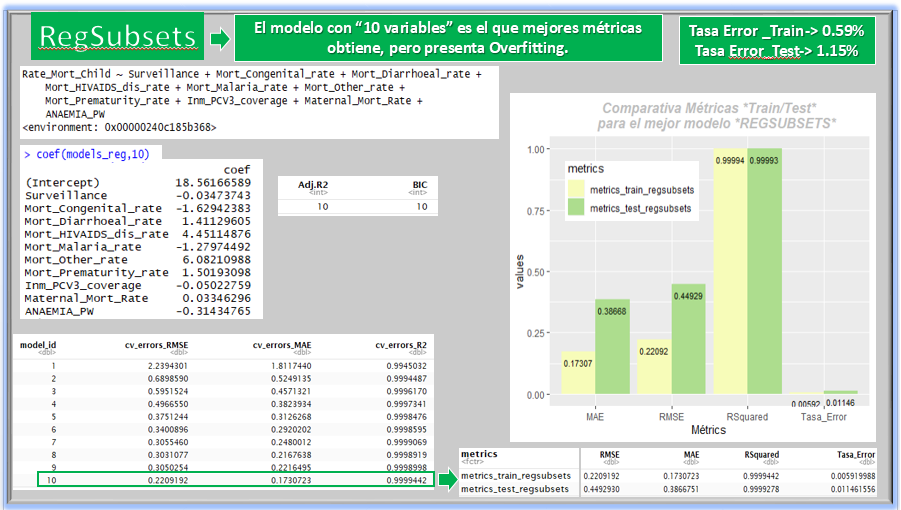 RegSubsets
El modelo con “10 variables” es el que mejores métricas
obtiene, pero presenta Overfitting.
Tasa Error _Train-> 0.59%
Tasa Error_Test-> 1.15%
Rate_Mort_Child ~ Surveillance + Mort_Congenital_rate + Mort_Diarrhoeal_rate +
Mort_HIVAIDS_dis_rate + Mort_Malaria_rate + Mort_Other_rate +
Mort_Prematurity_rate + Inm_PCV3_coverage + Maternal_Mort_Rate +
ANAEMIA_PW
<environment: 0x00000240c185b368>
> coef(models_reg,10)
coef
(Intercept) 18.56166589
Surveillance -0.03473743
Mort_Congenital_rate -1.62942383
Mort_Diarrhoeal_rate 1.41129605
Mort_HIVAIDS_dis_rate 4.45114876
Mort_Malaria_rate -1.27974492
Mort_Other_rate 6.08210988
Mort_Prematurity_rate 1.50193098
Inm_PCV3_coverage -0.05022759
Maternal_Mort_Rate 0.03346296
ANAEMIA_PW -0.31434765
Adj.R2 BIC
<int> <int>
10 10
Comparativa Métricas *Train/Test*
para el mejor modelo *REGSUBSETS*
metrics
metrics_train_regsubsets
metrics_test_regsubsets
values
1.00
0.75
0.50
0.25
0.00
0.17307
0.38668
0.22092
0.44929
0.99994
0.99993
0.00592
0.01146
MAE RMSE RSquared Tasa_Error
Métrics
model_id cv_errors_RMSE cv_errors_MAE cv_errors_R2
<dbl> <dbl> <dbl> <dbl>
1 2.2394301 1.8117440 0.9945032
2 0.6898590 0.5249135 0.9994487
3 0.5951524 0.4571321 0.9996170
4 0.4966550 0.3823934 0.9997341
5 0.3751244 0.3126268 0.9998476
6 0.3400896 0.2920202 0.9998595
7 0.3055460 0.2480012 0.9999069
8 0.3031077 0.2167638 0.9998919
9 0.3050254 0.2216495 0.9998998
10 0.2209192 0.1730723 0.9999442
metrics RMSE MAE RSquared Tasa_Error
<fctr> <dbl> <dbl> <dbl> <dbl>
metrics_train_regsubsets 0.2209192 0.1730723 0.9999442 0.005919988
metrics_test_regsubsets 0.4492930 0.3866751 0.9999278 0.011461556